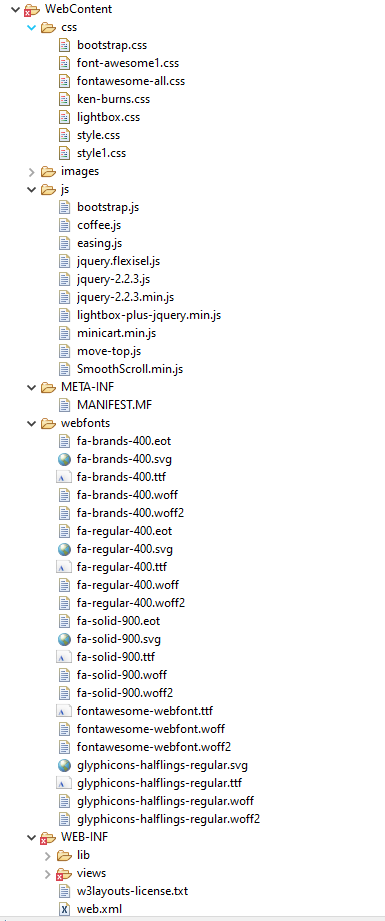 WebContent
css
bootstrap.css
font-awesome1.css
fontawesome-all.css
ken-burns.css
lightbox.css
style.css
style1.css
images
js
bootstrap.js
coffee.js
easing.js
jquery.flexisel.js
jquery-2.2.3.js
jquery-2.2.3.min.js
lightbox-plus-jquery.min.js
minicart.min.js
move-top.js
SmoothScroll.min.js
META-INF
MANIFEST.MF
webfonts
fa-brands-400.eot
fa-brands-400.svg
fa-brands-400.ttf
fa-brands-400.woff
fa-brands-400.woff2
fa-regular-400.eot
fa-regular-400.svg
fa-regular-400.ttf
fa-regular-400.woff
fa-regular-400.woff2
fa-solid-900.eot
fa-solid-900.svg
fa-solid-900.ttf
fa-solid-900.woff
fa-solid-900.woff2
fontawesome-webfont.ttf
fontawesome-webfont.woff
fontawesome-webfont.woff2
glyphicons-halflings-regular.svg
glyphicons-halflings-regular.ttf
glyphicons-halflings-regular.woff
glyphicons-halflings-regular.woff2
WEB-INF
lib
views
w3layouts-license.txt
web.xml